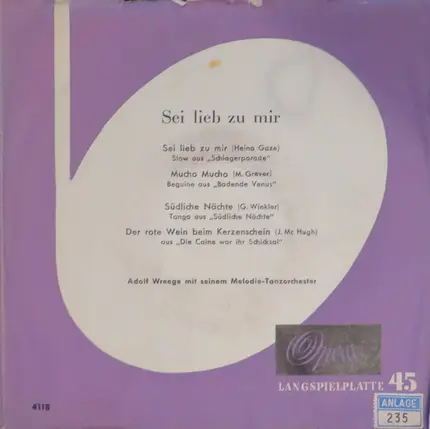 Sei lieb zu mir
Sei lieb zu mir (Heino Gaze)
Slow aus „Schlagerparade"
Mucho Mucho (M. Grever)
Beguine aus „Badende Venus"
Südliche Nächte (G. Winkler)
Tango aus „Südliche Nächte"
Der rote Wein beim Kerzenschein (J. Mc Hugh)
aus „Die Caine war ihr Schicksal"
Adolf Wreege mit seinem Melodie-Tanzorchester
Opera
LANGSPIELPLATTE 45
4118
ANLAGE
235